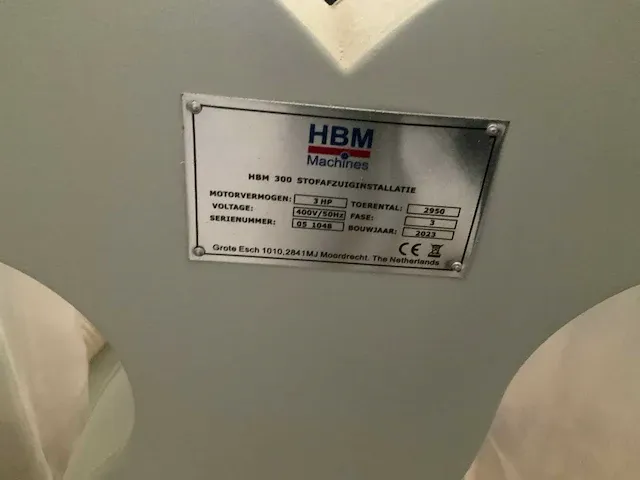 HBM
Machines
HBM 300 STOFAFZUIGINSTALLATIE
MOTORVERMOGEN: 3 HP TOERENTAL: 2950
VOLTAGE: 400V/50Hz FASE: 3
SERIENUMMER: 05 1048 BOUWJAAR: 2023
CE
Grote Esch 1010,2841MJ Moordrecht. The Netherlands